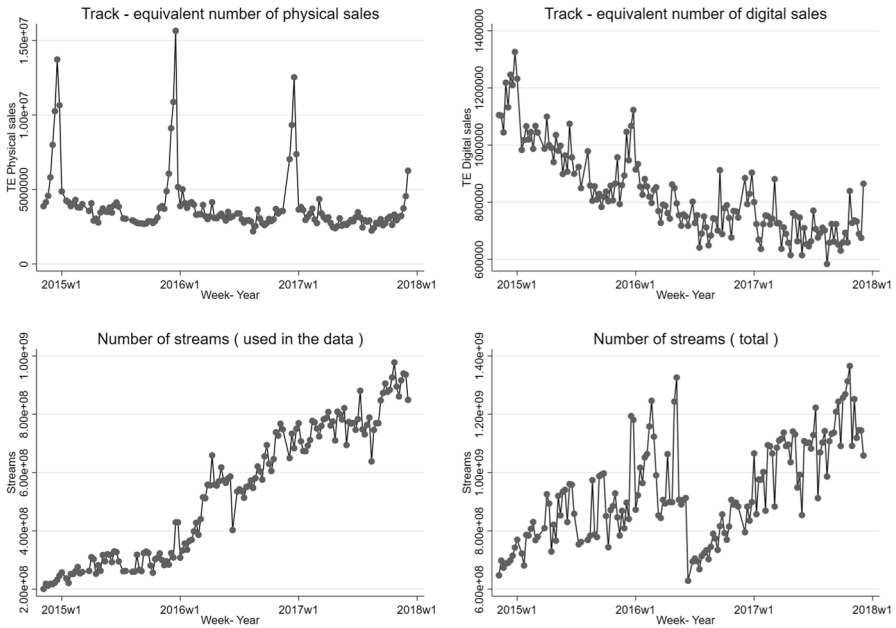 Track - equivalent number of physical sales
TE Physical sales
0
5000000
1.00e+07
1.50e+07
2015w1
2016w1
2017w1
2018w1
Week- Year
Track - equivalent number of digital sales
TE Digital sales
600000
800000
1000000
1200000
1400000
2015w1
2016w1
2017w1
2018w1
Week- Year
Number of streams ( used in the data )
Streams
2.00e+08
4.00e+08
6.00e+08
8.00e+08
1.00e+09
2015w1
2016w1
2017w1
2018w1
Week- Year
Number of streams ( total )
Streams
6.00e+08
8.00e+08
1.00e+09
1.20e+09
1.40e+09
2015w1
2016w1
2017w1
2018w1
Week- Year